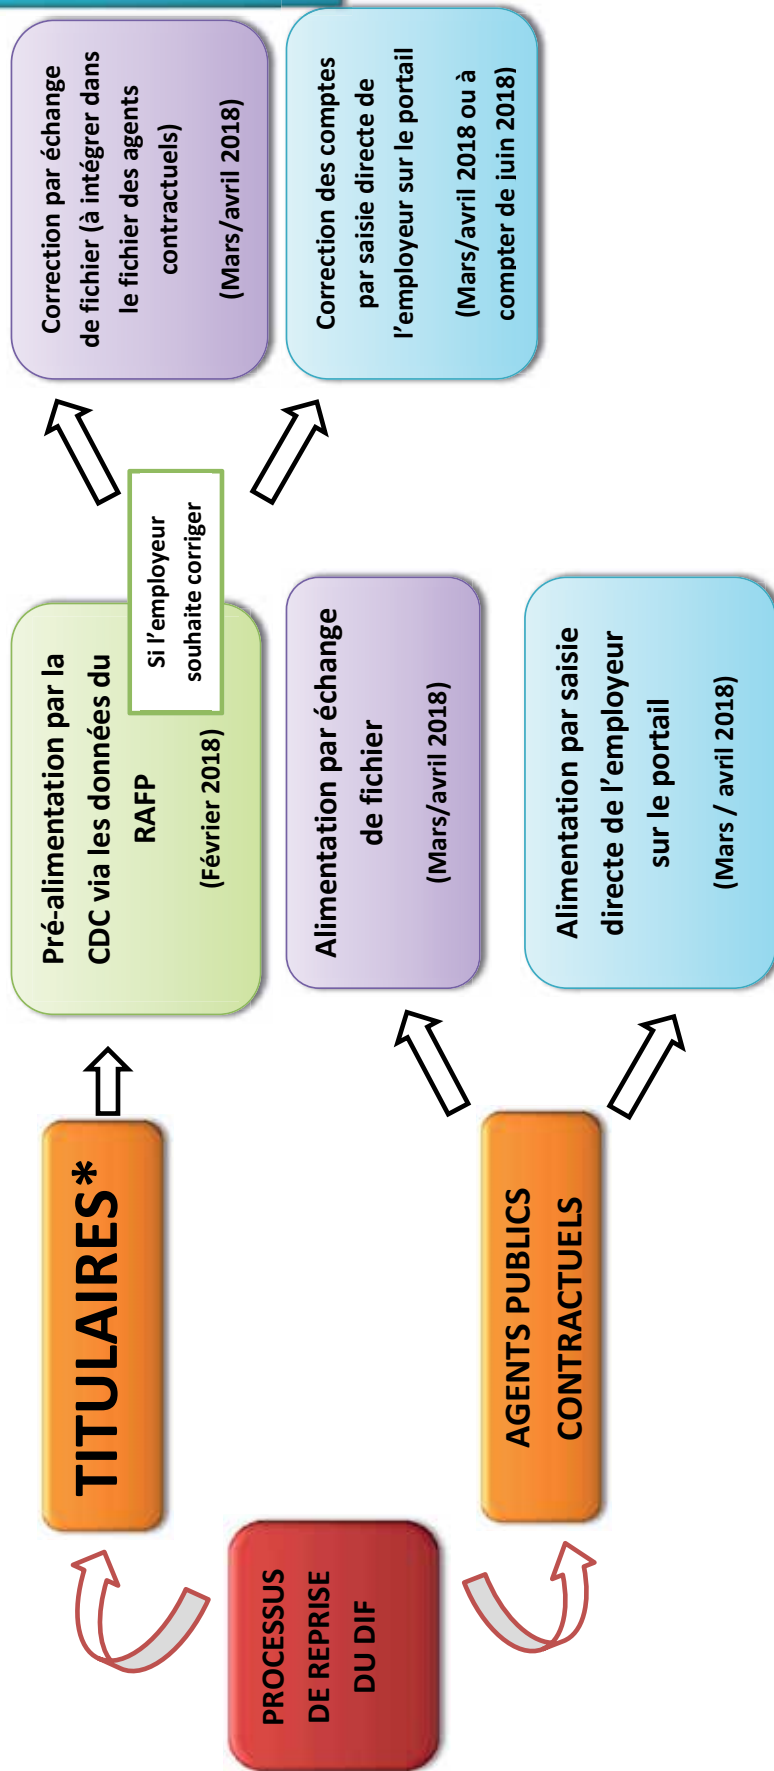 PROCESSUS
DE REPRISE
DU DIF
TITULAIRES*
Pré-alimentation par la
CDC via les données du
RAFP
(Février 2018)
Si l'employeur
souhaite corriger
Correction par échange
de fichier (à intégrer dans
le fichier des agents
contractuels)
(Mars/avril 2018)
Correction des comptes
par saisie directe de
l'employeur sur le portail
(Mars/avril 2018 ou à
compter de juin 2018)
AGENTS PUBLICS
CONTRACTUELS
Alimentation par échange
de fichier
(Mars/avril 2018)
Alimentation par saisie
directe de l'employeur
sur le portail
(Mars / avril 2018)